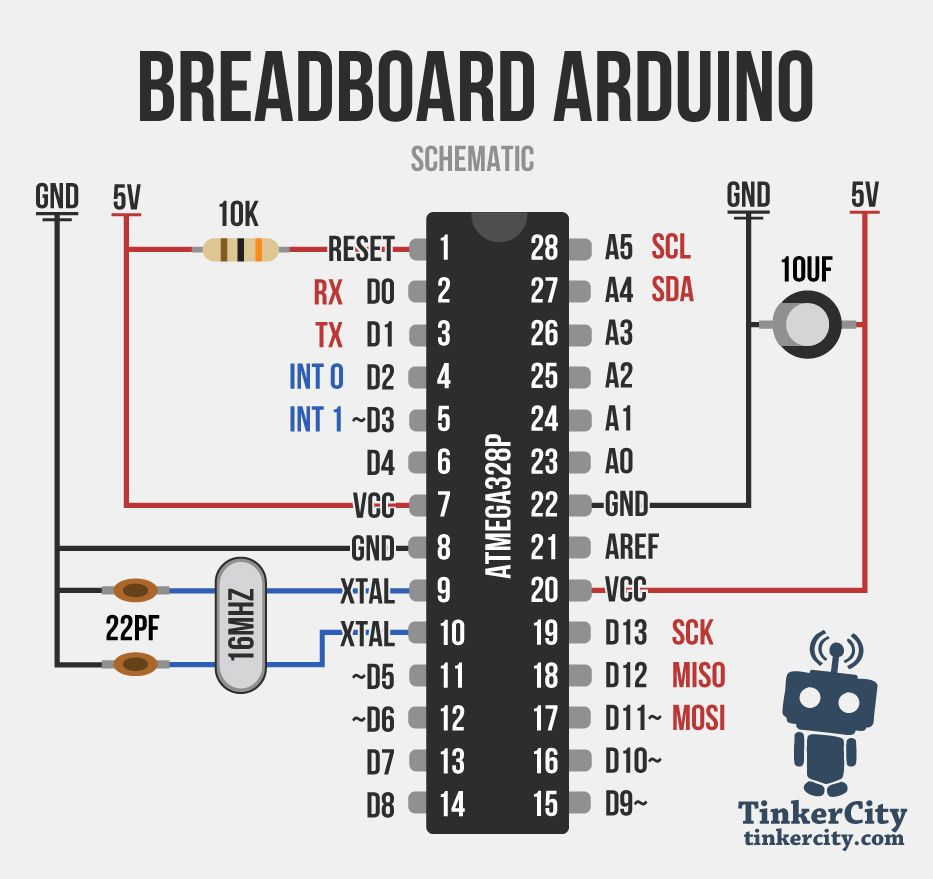 BREADBOARD ARDUINO
SCHEMATIC
GND 5V GND 5V
10K
10UF
RESET 1 28 A5 SCL
RX D0 2 27 A4 SDA
TX D1 3 26 A3
INT 0 D2 4 25 A2
INT 1 ~D3 5 24 A1
D4 6 23 A0
VCC 7 22 GND
GND 8 21 AREF
XTAL 9 20 VCC
XTAL 10 19 D13 SCK
~D5 11 18 D12 MISO
~D6 12 17 D11~ MOSI
D7 13 16 D10~
D8 14 15 D9~
ATMEGA328P
22PF
16MHZ
TinkerCity
tinkercity.com